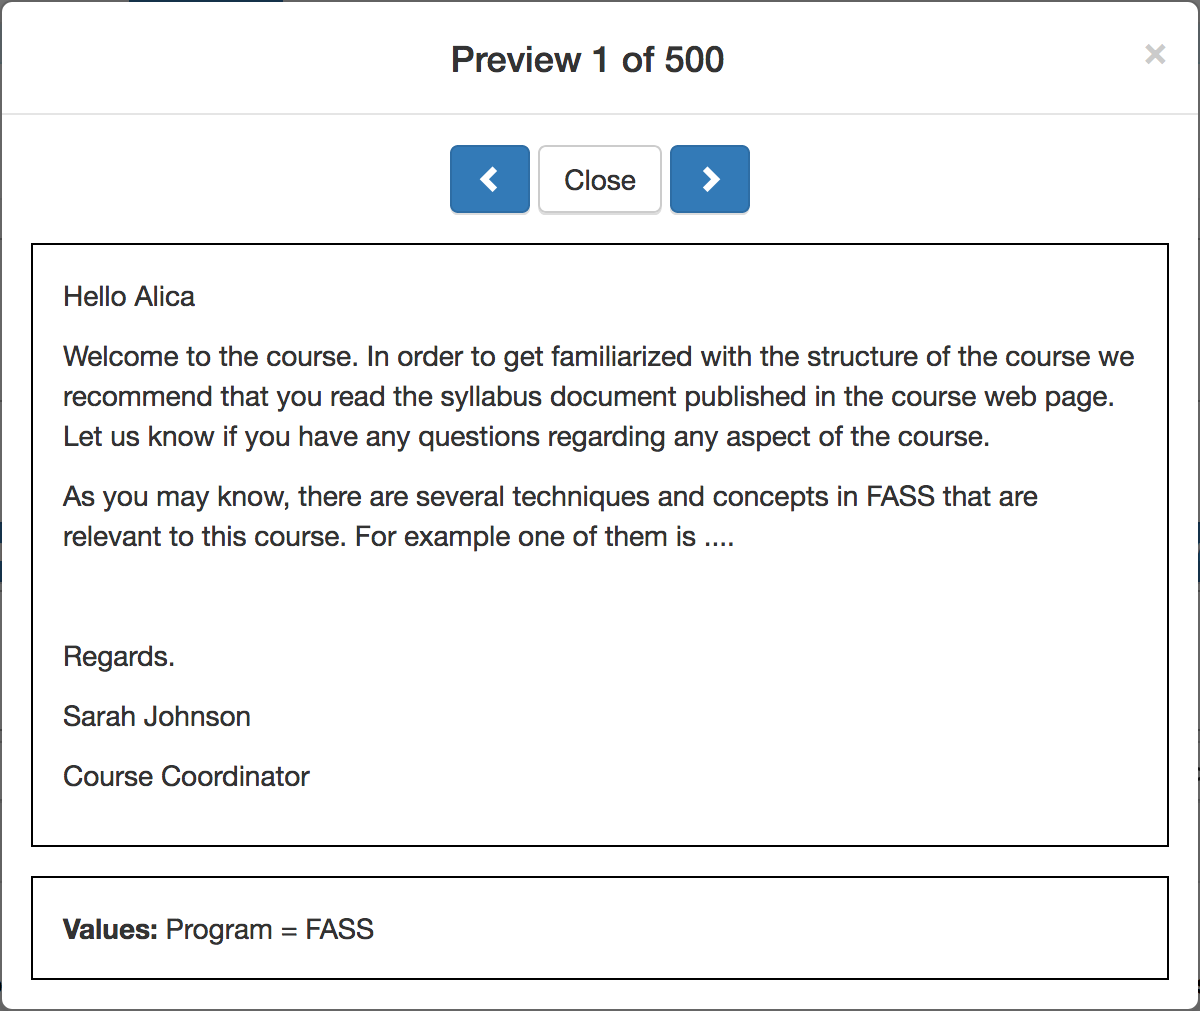 Preview 1 of 500
×
Close
Hello Alica
Welcome to the course. In order to get familiarized with the structure of the course we
recommend that you read the syllabus document published in the course web page.
Let us know if you have any questions regarding any aspect of the course.
As you may know, there are several techniques and concepts in FASS that are
relevant to this course. For example one of them is ....
Regards.
Sarah Johnson
Course Coordinator
Values: Program = FASS